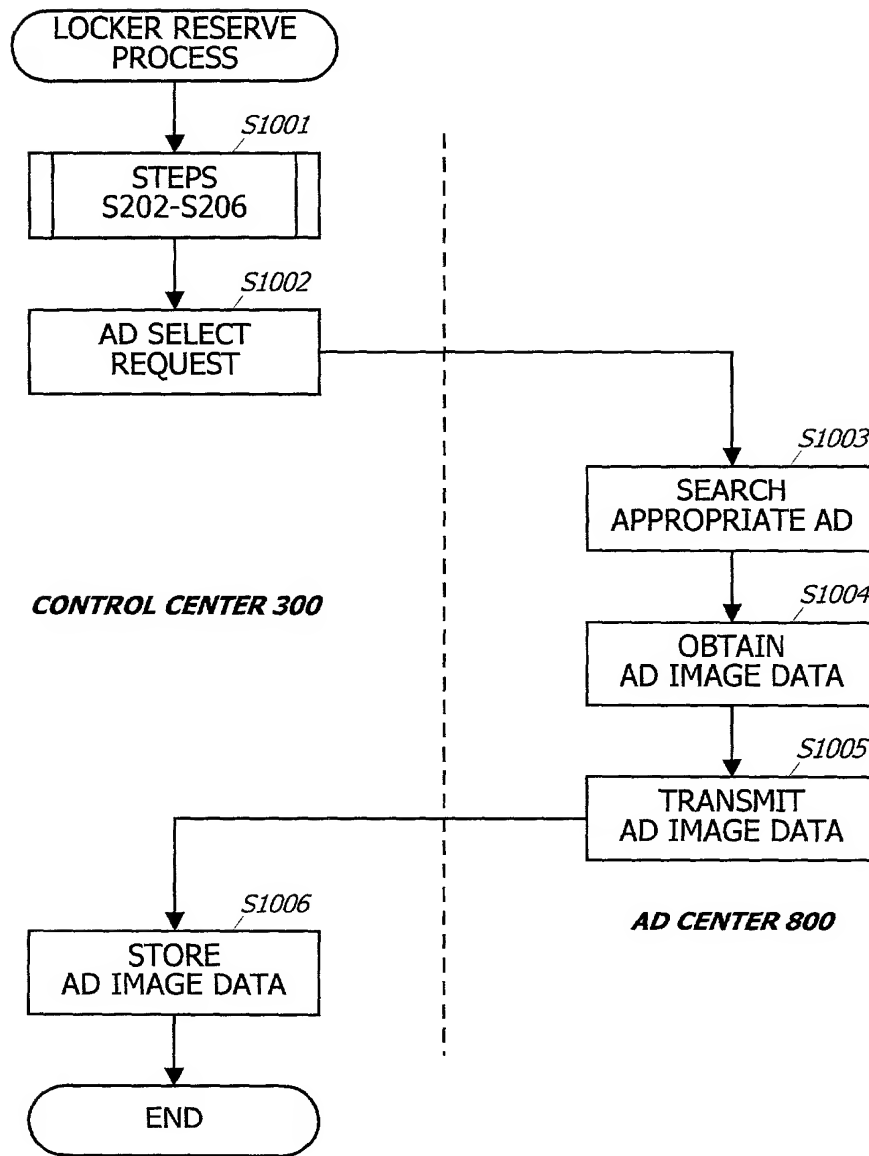 LOCKER RESERVE
PROCESS
S1001
STEPS
S202-S206
S1002
AD SELECT
REQUEST
S1003
SEARCH
APPROPRIATE AD
CONTROL CENTER 300
S1004
OBTAIN
AD IMAGE DATA
S1005
TRANSMIT
AD IMAGE DATA
S1006
STORE
AD IMAGE DATA
AD CENTER 800
END